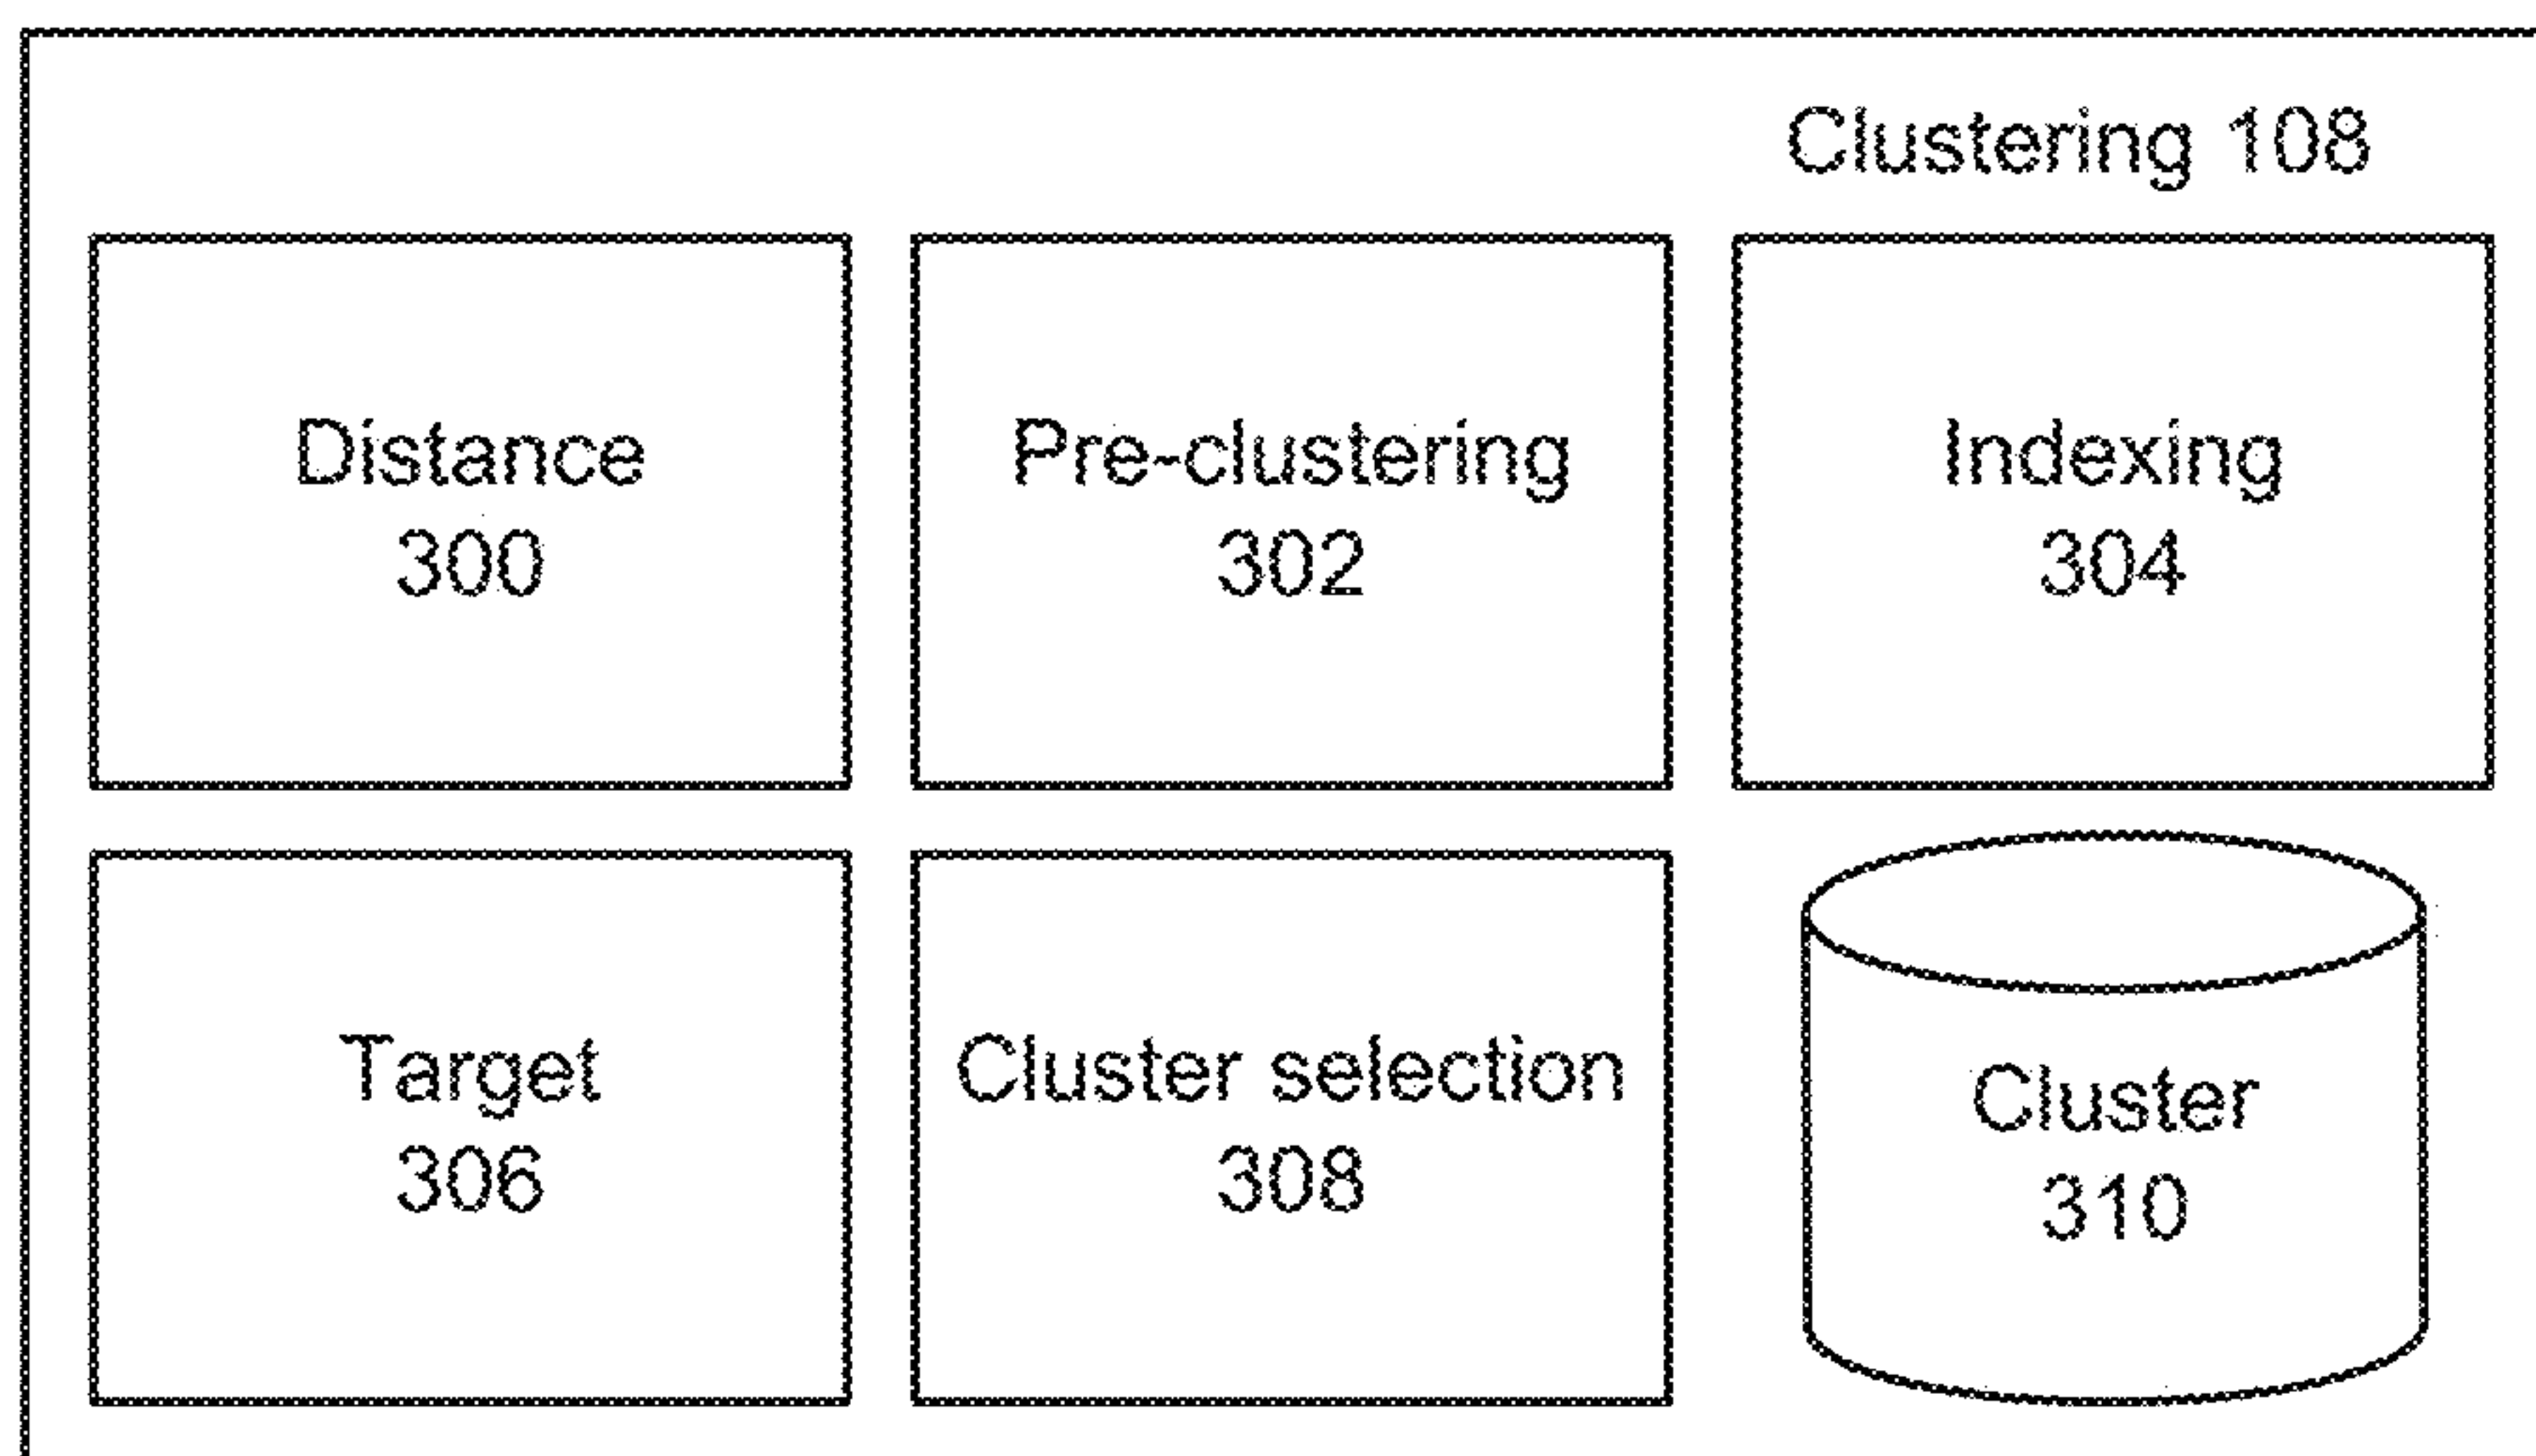 Clustering 108
Distance
300
Pre-clustering
302
Indexing
304
Target
306
Cluster selection
308
Cluster
310